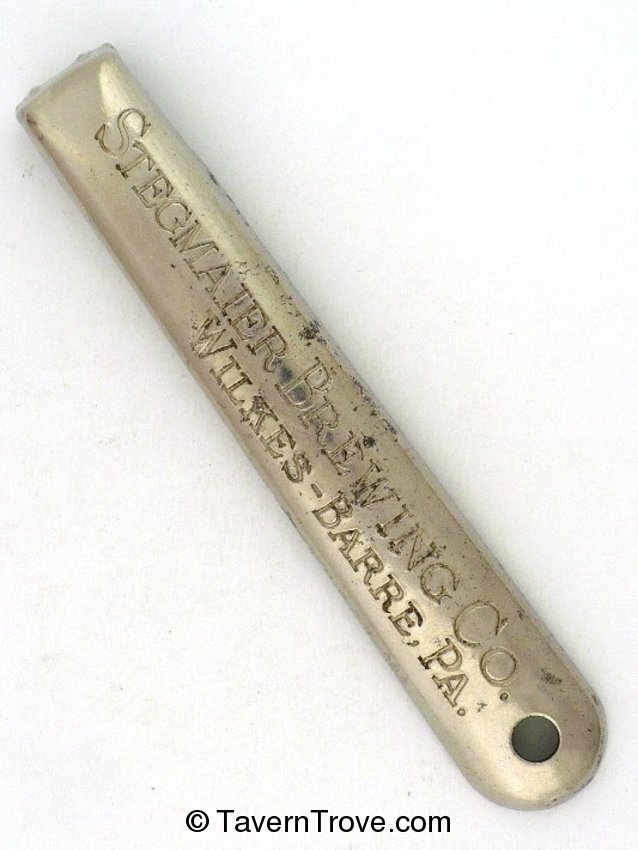 STEGMAIER BREWING CO.
WILKES-BARRE, PA.
© TavernTrove.com